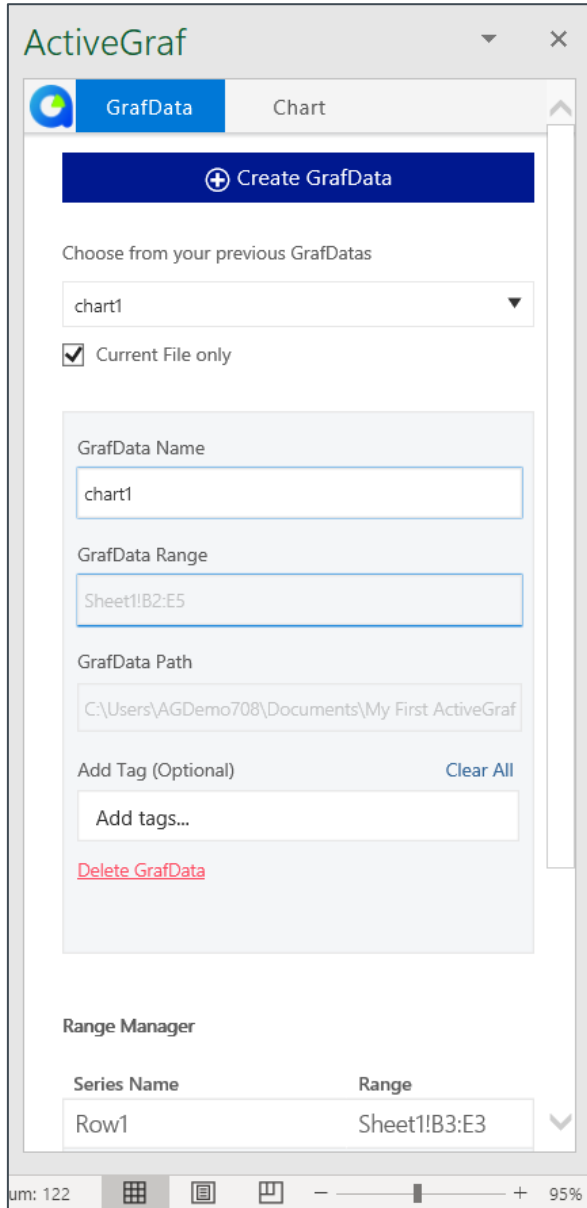 ActiveGraf
GrafData Chart
Create GrafData
Choose from your previous GrafDatas
chart1
Current File only
GrafData Name
chart1
GrafData Range
Sheet1!B2:E5
GrafData Path
C:\Users\AGDemo708\Documents\My First ActiveGraf
Add Tag (Optional) Clear All
Add tags...
Delete GrafData
Range Manager
Series Name Range
Row1 Sheet1!B3:E3
um: 122 95%